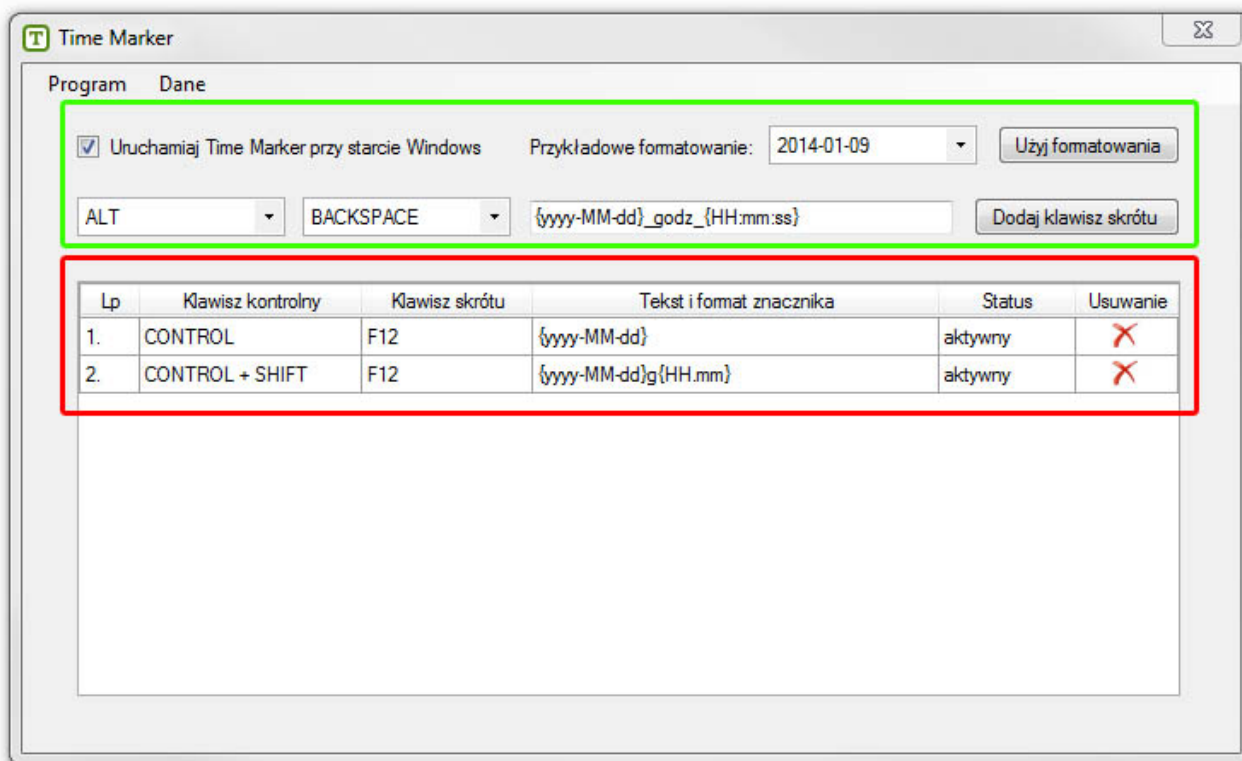 T Time Marker
Program Dane
Uruchamiaj Time Marker przy starcie Windows Przykładowe formatowanie: 2014-01-09 Użyj formatowania
ALT BACKSPACE {yyyy-MM-dd}_godz_{HH:mm:ss} Dodaj klawisz skrótu
Lp Klawisz kontrolny Klawisz skrótu Tekst i format znacznika Status Usuwanie
1. CONTROL F12 {yyyy-MM-dd} aktywny
2. CONTROL + SHIFT F12 {yyyy-MM-dd}g{HH.mm} aktywny